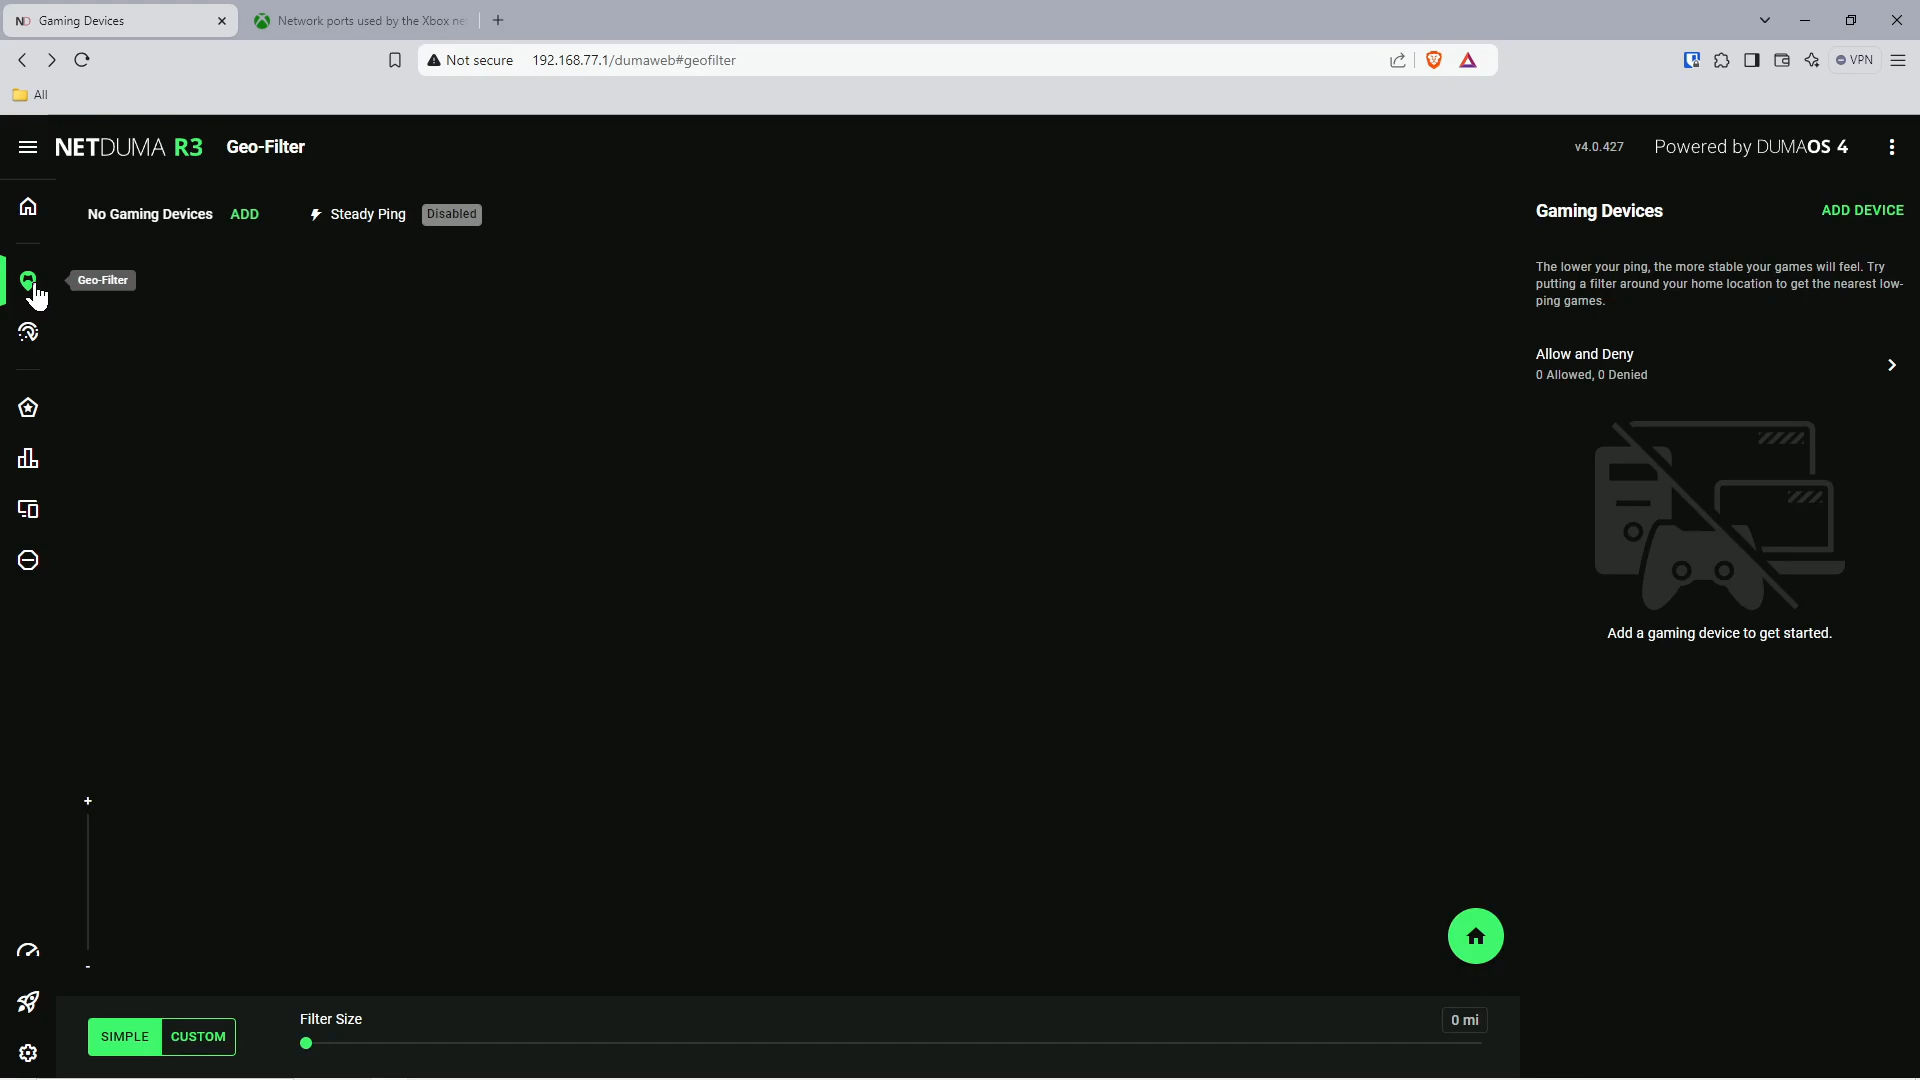 Gaming Devices
Network ports used by the Xbox ne
Not secure
192.168.77.1/dumaweb#geofilter
VPN
All
NETDUMA R3
Geo-Filter
v4.0.427
Powered by DUMAOS 4
No Gaming Devices
ADD
Steady Ping
Disabled
Geo-Filter
Gaming Devices
ADD DEVICE
The lower your ping, the more stable your games will feel. Try
putting a filter around your home location to get the nearest low-
ping games.
Allow and Deny
0 Allowed, 0 Denied
Add a gaming device to get started.
+
-
SIMPLE
CUSTOM
Filter Size
0 mi